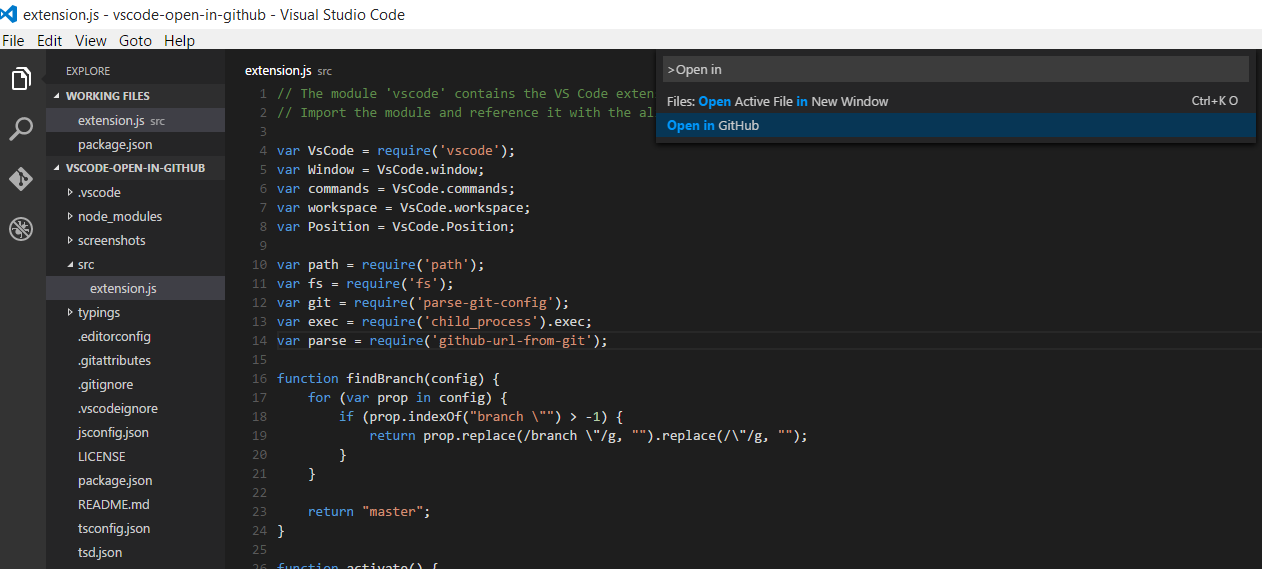 extension.js - vscode-open-in-github - Visual Studio Code
File Edit View Goto Help
EXPLORE
WORKING FILES
extension.js src
package.json
VSCODE-OPEN-IN-GITHUB
.vscode
node_modules
screenshots
src
extension.js
typings
.editorconfig
.gitattributes
.gitignore
.vscodeignore
jsconfig.json
LICENSE
package.json
README.md
tsconfig.json
tsd.json
extension.js src
>Open in
Files: Open Active File in New Window Ctrl+K O
Open in GitHub
1 // The module 'vscode' contains the VS Code exten
2 // Import the module and reference it with the al
3
4 var VsCode = require('vscode');
5 var Window = VsCode.window;
6 var commands = VsCode.commands;
7 var workspace = VsCode.workspace;
8 var Position = VsCode.Position;
9
10 var path = require('path');
11 var fs = require('fs');
12 var git = require('parse-git-config');
13 var exec = require('child_process').exec;
14 var parse = require('github-url-from-git');
15
16 function findBranch(config) {
17     for (var prop in config) {
18         if (prop.indexOf("branch \"") > -1) {
19             return prop.replace(/branch \"/g, "").replace(/\"/g, "");
20         }
21     }
22
23     return "master";
24 }
25
26 function activate() {